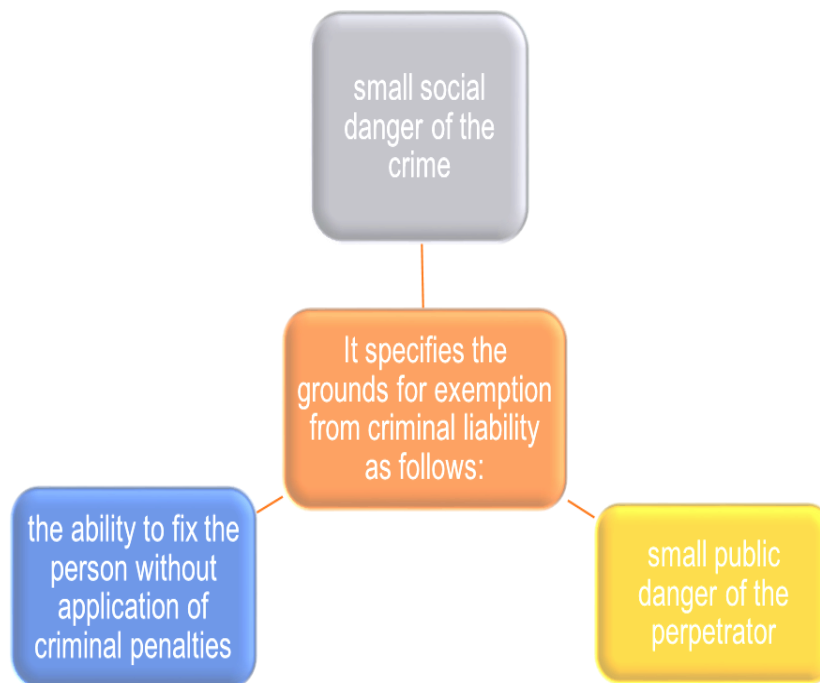 small social
danger of the
crime
It specifies the
grounds for exemption
from criminal liability
as follows:
the ability to fix the
person without
application of
criminal penalties
small public
danger of the
perpetrator